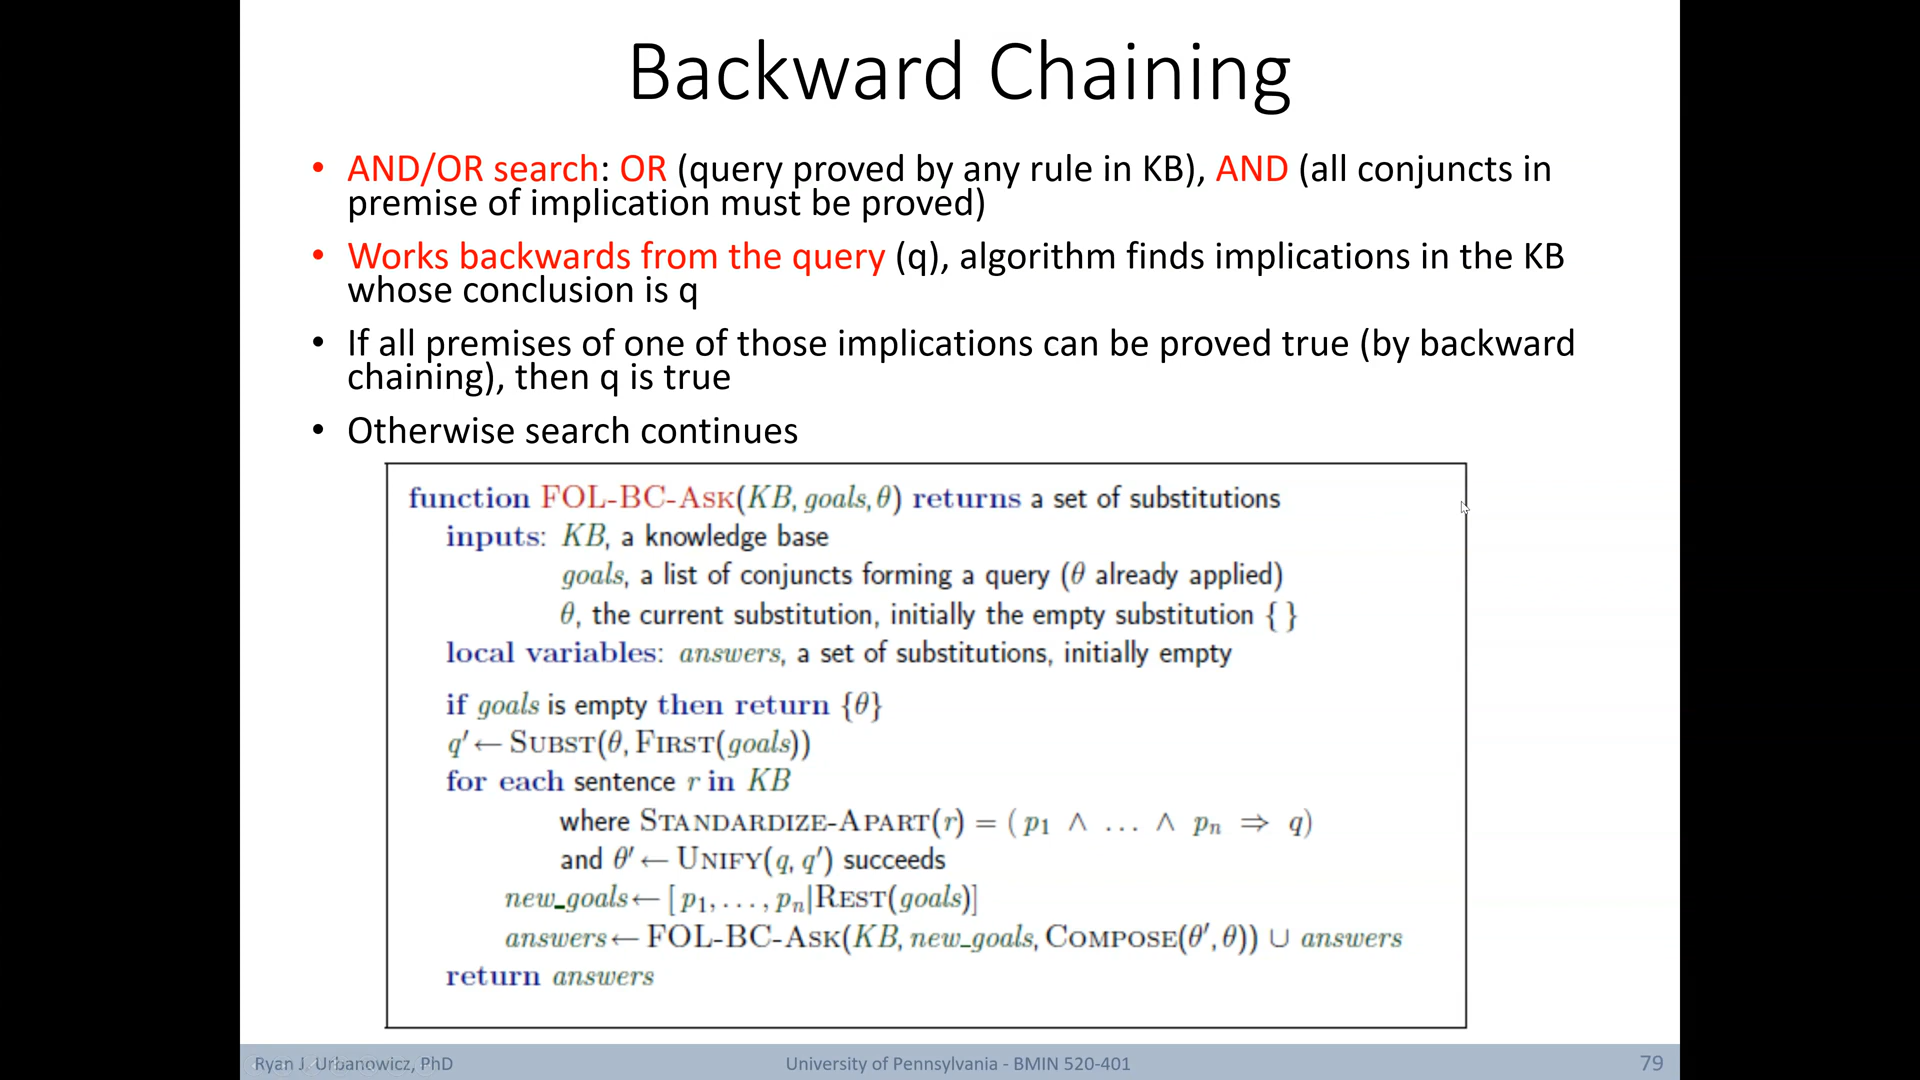 Backward Chaining
• AND/OR search: OR (query proved by any rule in KB), AND (all conjuncts in
premise of implication must be proved)
• Works backwards from the query (q), algorithm finds implications in the KB
whose conclusion is q
• If all premises of one of those implications can be proved true (by backward
chaining), then q is true
• Otherwise search continues
function FOL-BC-ASK(KB, goals, θ) returns a set of substitutions
inputs: KB, a knowledge base
goals, a list of conjuncts forming a query (θ already applied)
θ, the current substitution, initially the empty substitution { }
local variables: answers, a set of substitutions, initially empty
if goals is empty then return {θ}
q′ ← SUBST(θ, FIRST(goals))
for each sentence r in KB
where STANDARDIZE-APART(r) = ( p₁ ∧ … ∧ pₙ ⇒ q)
and θ′ ← UNIFY(q, q′) succeeds
new_goals ← [ p₁, …, pₙ|REST(goals)]
answers ← FOL-BC-ASK(KB, new_goals, COMPOSE(θ′, θ)) ∪ answers
return answers
Ryan J. Urbanowicz, PhD
University of Pennsylvania - BMIN 520-401
79